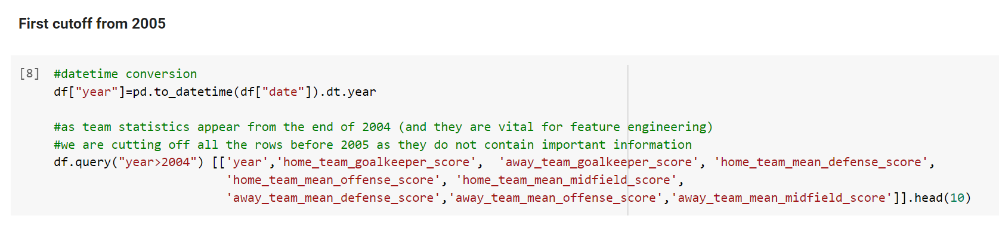 First cutoff from 2005
[8] #datetime conversion
df["year"]=pd.to_datetime(df["date"]).dt.year
#as team statistics appear from the end of 2004 (and they are vital for feature engineering)
#we are cutting off all the rows before 2005 as they do not contain important information
df.query("year>2004") [['year','home_team_goalkeeper_score',  'away_team_goalkeeper_score', 'home_team_mean_defense_score',
'home_team_mean_offense_score', 'home_team_mean_midfield_score',
'away_team_mean_defense_score','away_team_mean_offense_score','away_team_mean_midfield_score']].head(10)